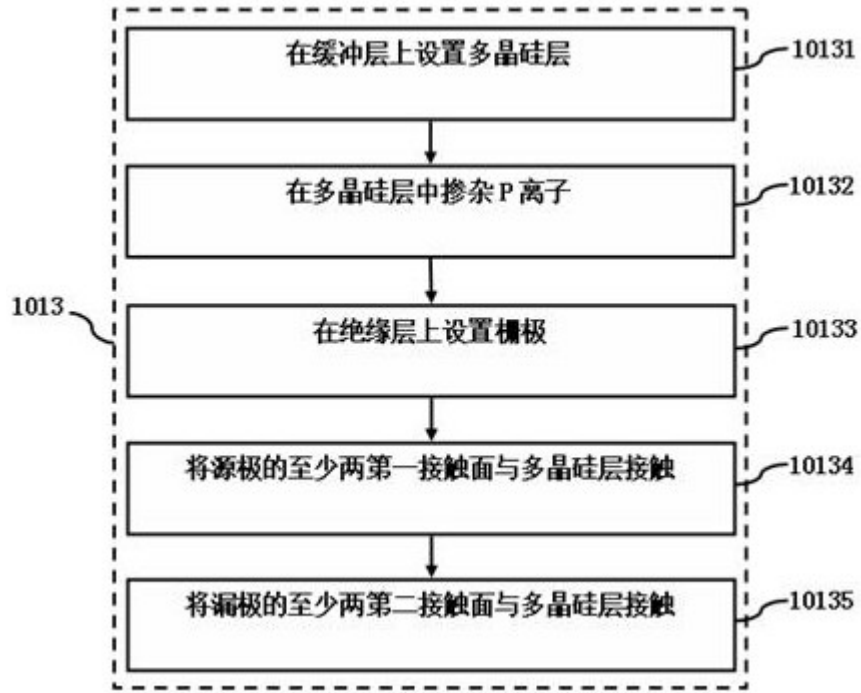 在缓冲层上设置多晶硅层
10131
在多晶硅层中掺杂P离子
10132
1013
在绝缘层上设置栅极
10133
将源极的至少两第一接触面与多晶硅层接触
10134
将漏极的至少两第二接触面与多晶硅层接触
10135